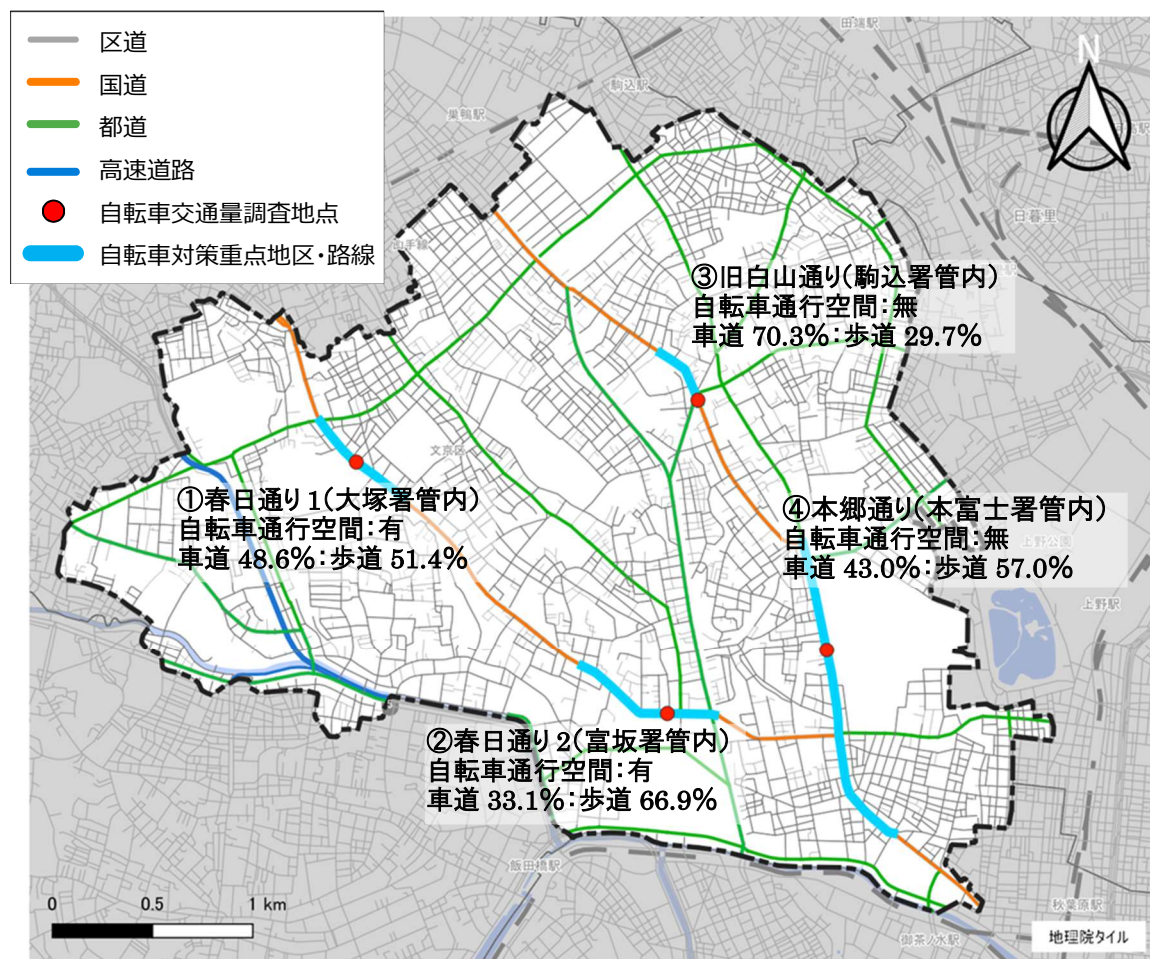 区道
国道
都道
高速道路
自転車交通量調査地点
自転車対策重点地区・路線
田端駅
N
駒込駅
巣鴨駅
日暮里
山手線
③旧白山通り(駒込署管内)
自転車通行空間:無
車道 70.3%:歩道 29.7%
文京区
①春日通り1(大塚署管内)
自転車通行空間:有
車道 48.6%:歩道 51.4%
④本郷通り(本富士署管内)
自転車通行空間:無
車道 43.0%:歩道 57.0%
上野公園
上野駅
②春日通り2(富坂署管内)
自転車通行空間:有
車道 33.1%:歩道 66.9%
飯田橋駅
0 0.5 1 km
秋葉原駅
御茶ノ水駅
地理院タイル